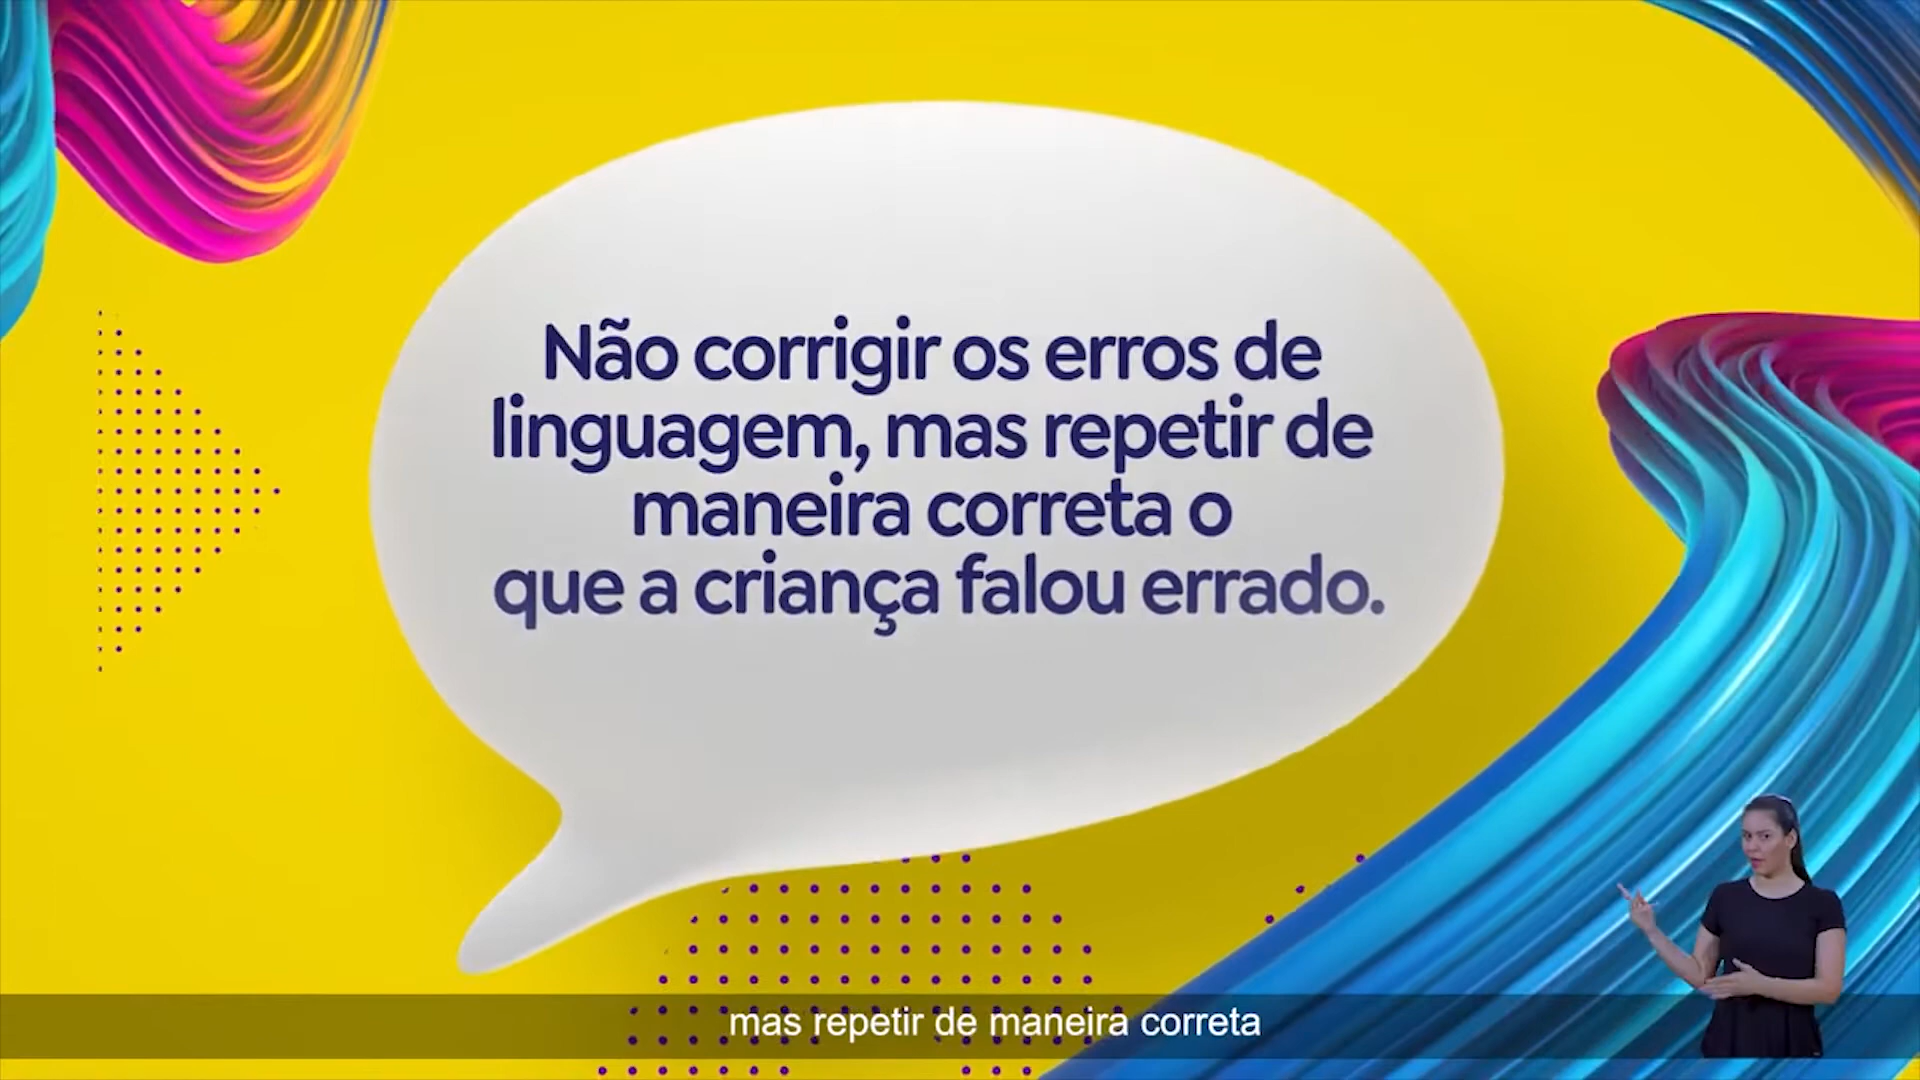 Não corrigir os erros de
linguagem, mas repetir de
maneira correta o
que a criança falou errado.
mas repetir de maneira correta